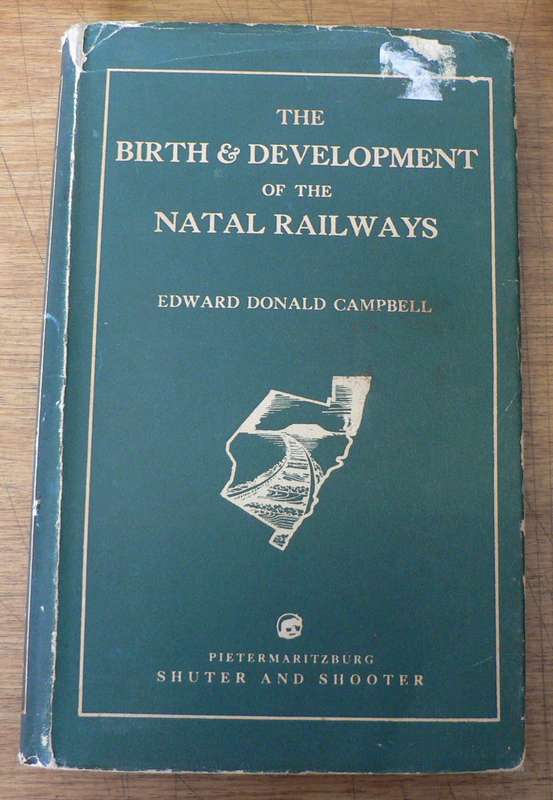 THE
BIRTH & DEVELOPMENT
OF THE
NATAL RAILWAYS
EDWARD DONALD CAMPBELL
PIETERMARITZBURG
SHUTER AND SHOOTER